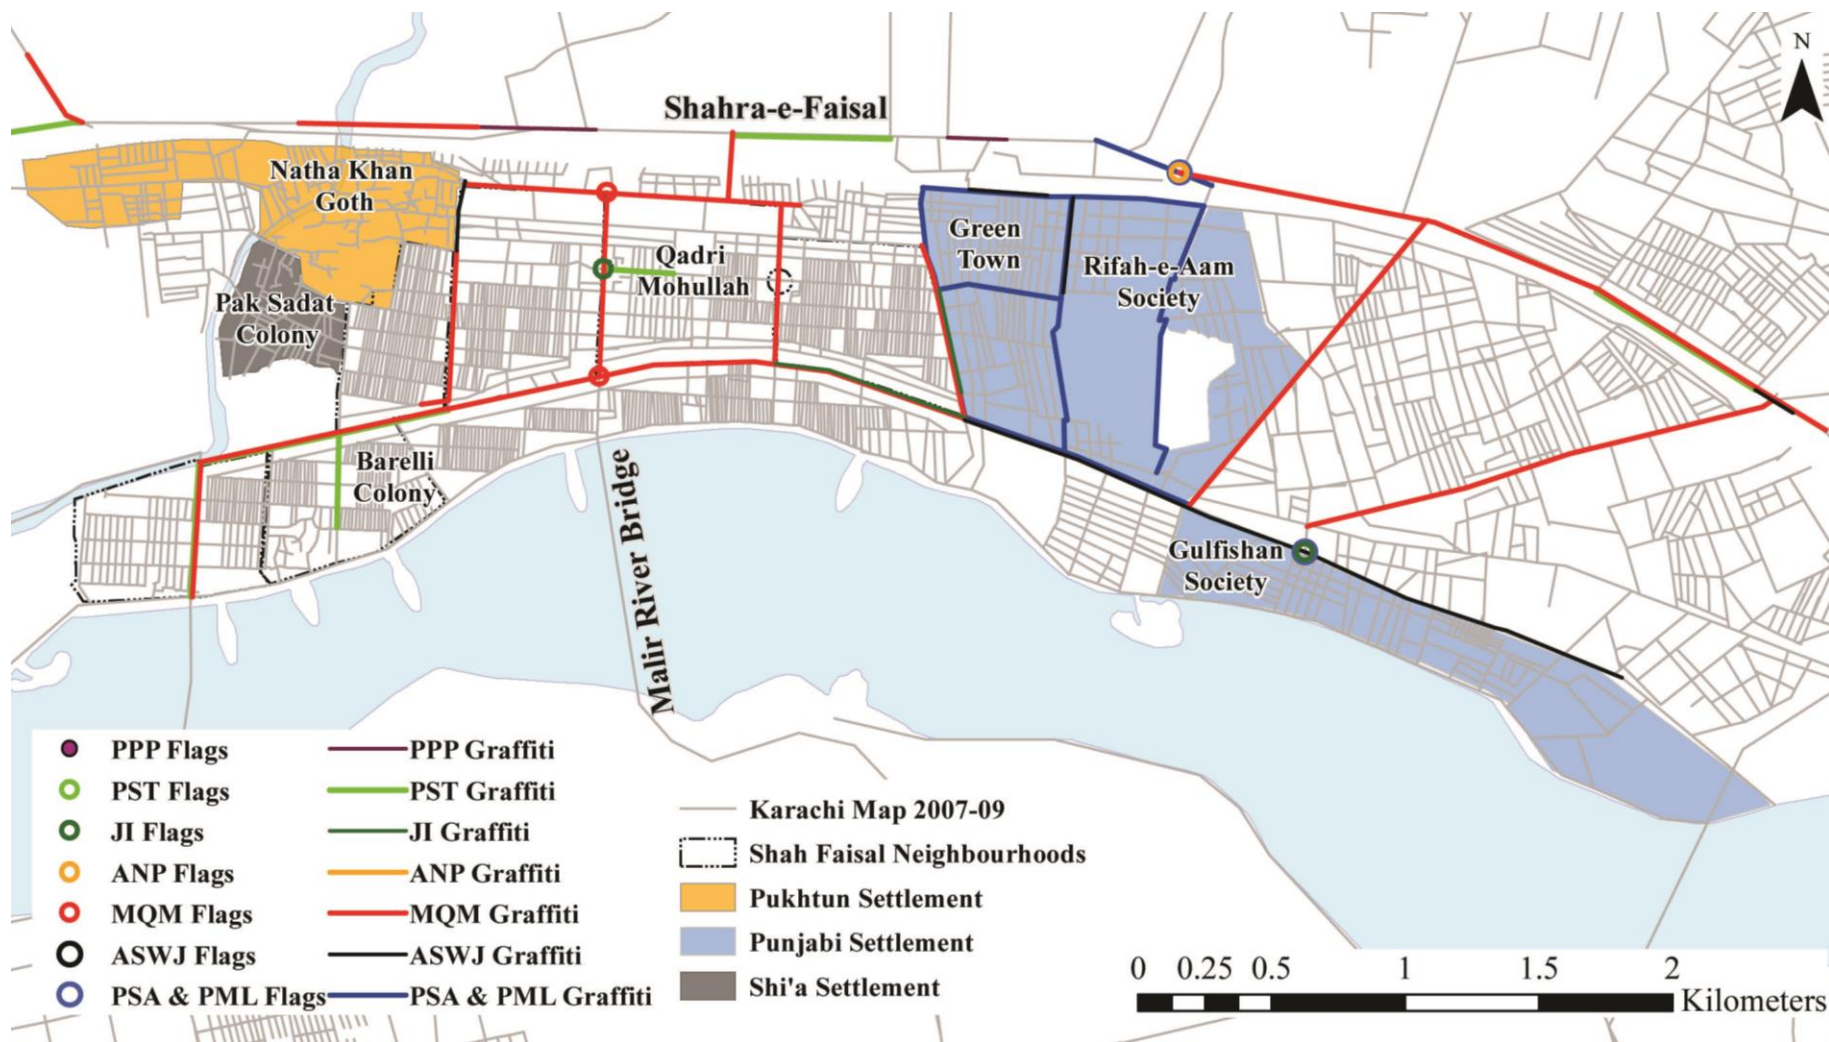 N
Shahra-e-Faisal
Natha Khan
Goth
Green
Town
Qadri
Mohullah
Rifah-e-Aam
Society
Pak Sadat
Colony
Barelli
Colony
Malir River Bridge
Gulfishan
Society
PPP Flags
PST Flags
JI Flags
ANP Flags
MQM Flags
ASWJ Flags
PSA & PML Flags
PPP Graffiti
PST Graffiti
JI Graffiti
ANP Graffiti
MQM Graffiti
ASWJ Graffiti
PSA & PML Graffiti
Karachi Map 2007-09
Shah Faisal Neighbourhoods
Pukhtun Settlement
Punjabi Settlement
Shi'a Settlement
0 0.25 0.5 1 1.5 2
Kilometers